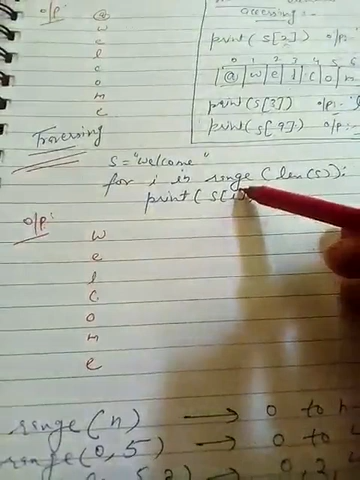 o/p:
@
w
e
l
c
o
m
e
accessing:-
print(s[2]) o/p:-
0 1 2 3 4 5 6
@ w e l c o m
print(s[3]) o/p:-
print(s[9]) o/p:-
Traversing
s="welcome"
for i in range(len(s)):
print(s[i]
o/p:
w
e
l
c
o
m
e
range(n) → 0 to n-
range(0,5) → 0 to